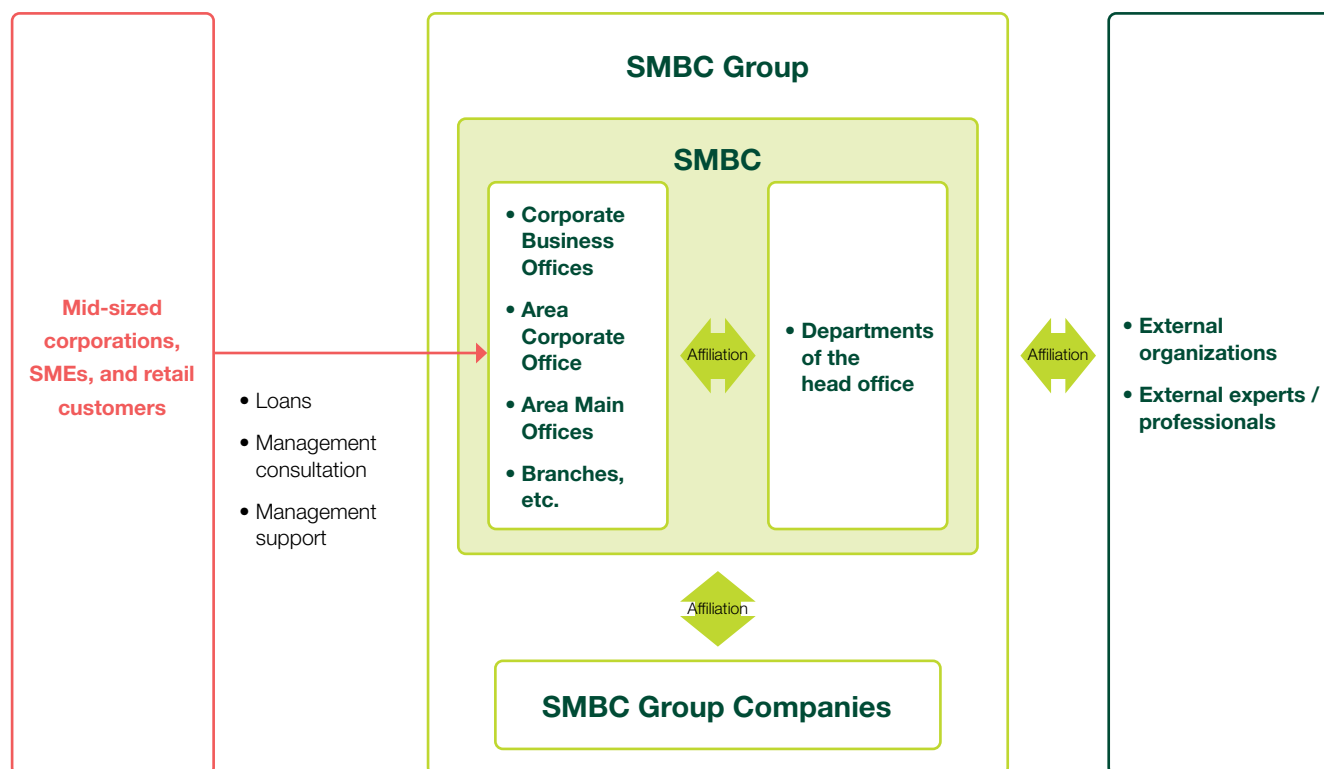 Mid-sized
corporations,
SMEs, and retail
customers
• Loans
• Management
consultation
• Management
support
SMBC Group
SMBC
• Corporate
Business
Offices
• Area
Corporate
Office
• Area Main
Offices
• Branches,
etc.
Affiliation
• Departments
of the
head office
Affiliation
SMBC Group Companies
Affiliation
• External
organizations
• External experts /
professionals